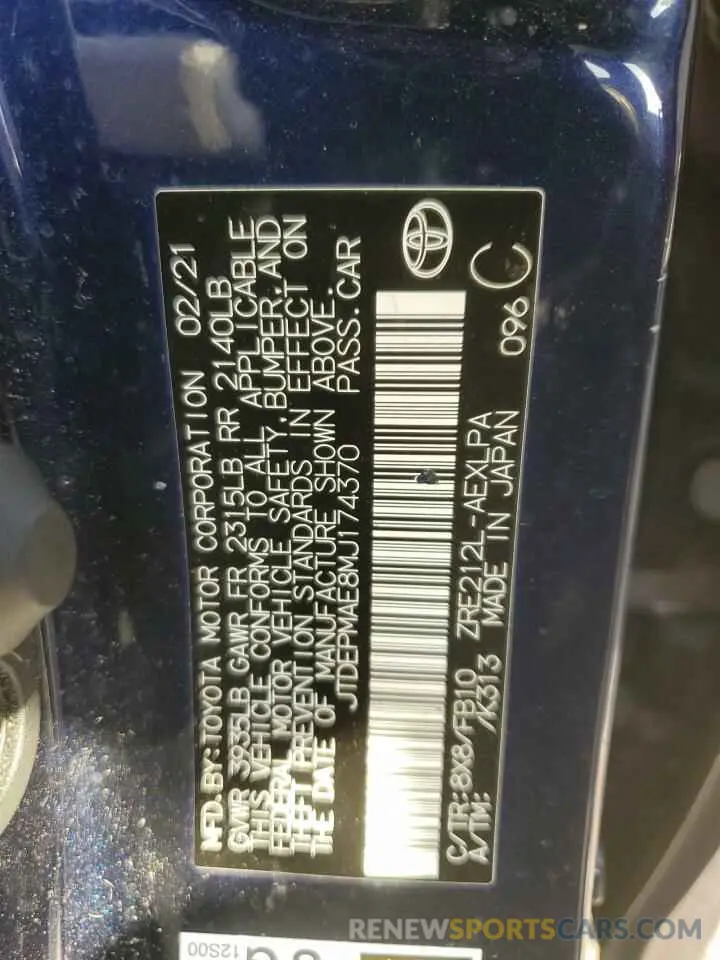 MFD.BY:TOYOTA MOTOR CORPORATION 02/21
GVWR 3935LB GAWR FR 2315LB RR 2140LB
THIS VEHICLE CONFORMS TO ALL APPLICABLE
FEDERAL MOTOR VEHICLE SAFETY,BUMPER,AND
THEFT PREVENTION STANDARDS IN EFFECT ON
THE DATE OF MANUFACTURE SHOWN ABOVE.
JTDEPMAE8MJ174370 PASS.CAR
C/TR:8X8/FB10 ZRE212L-AEXLPA 096 C
A/TM: /K313 MADE IN JAPAN
12S00
RENEWSPORTSCARS.COM